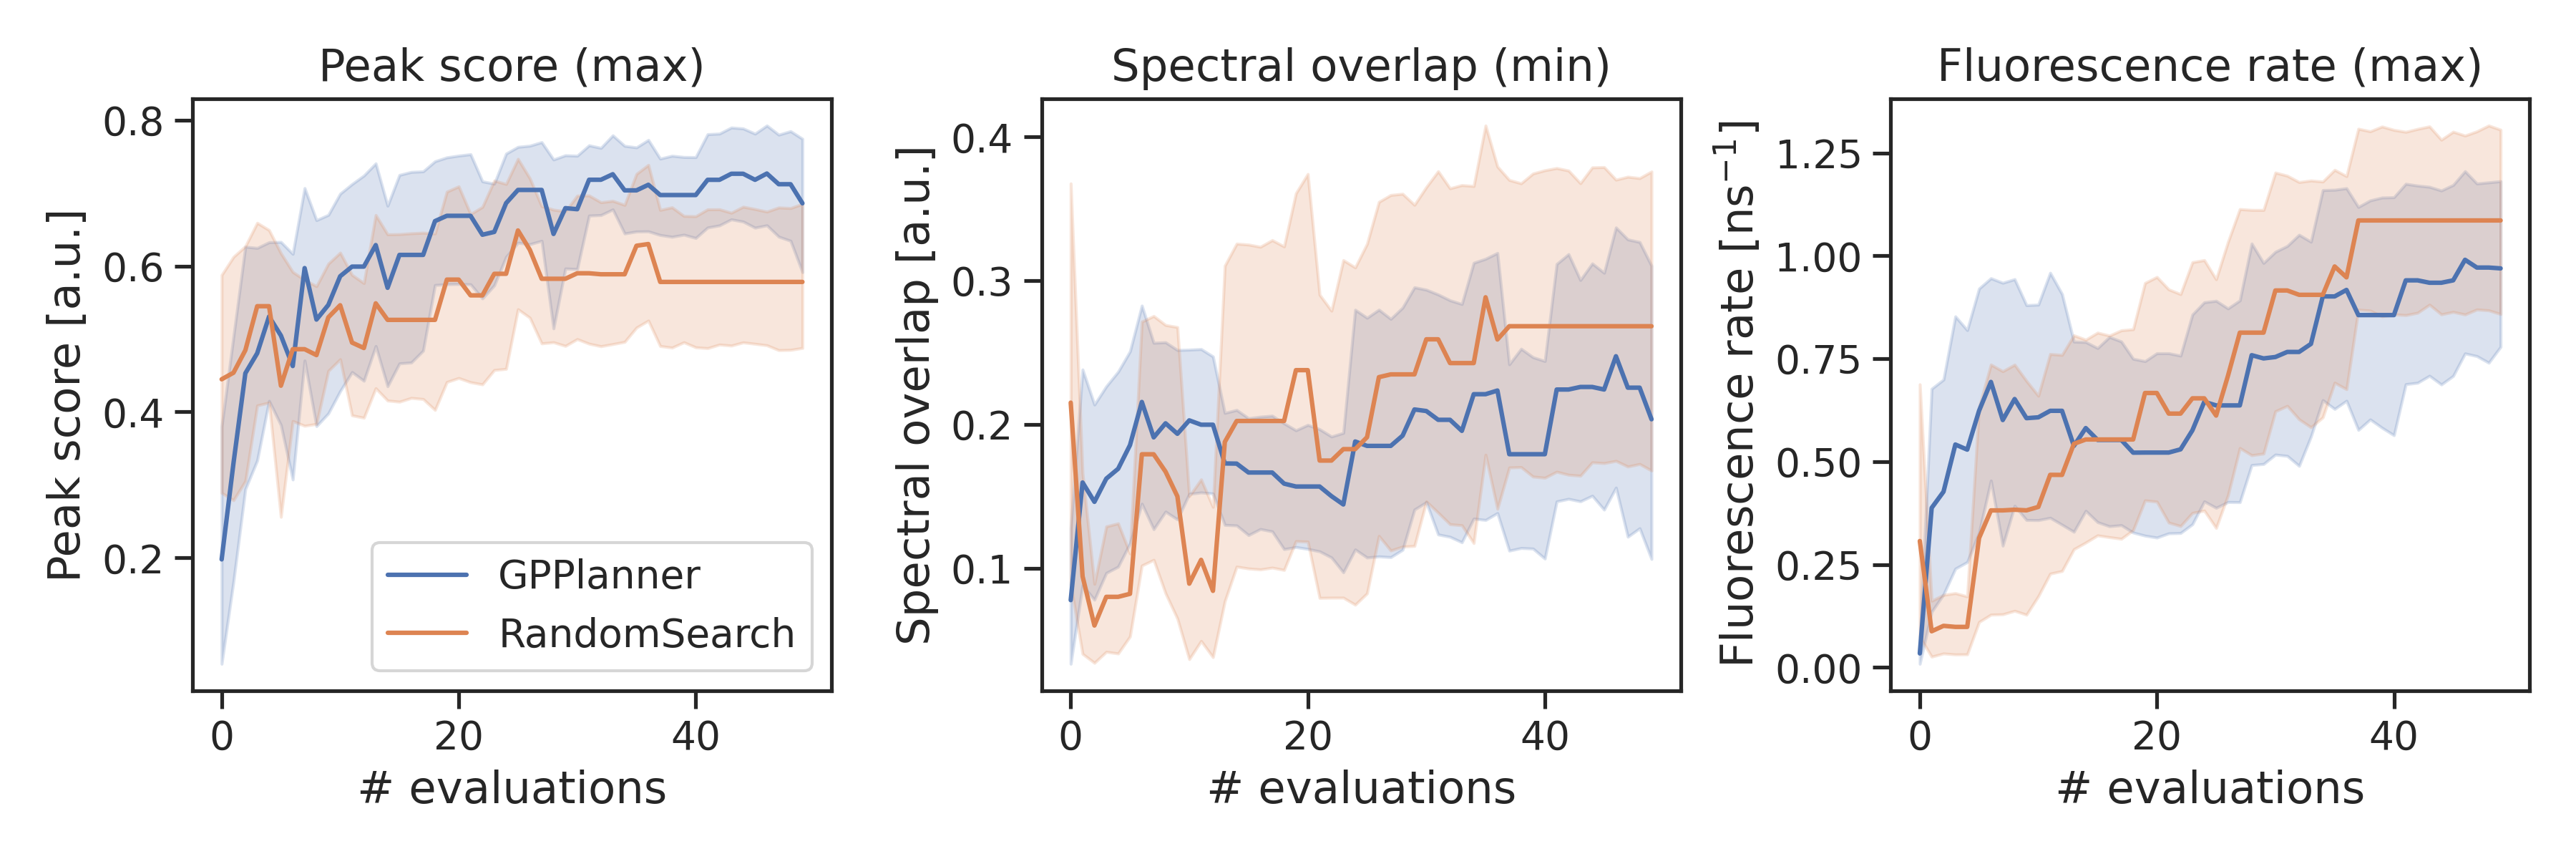 Peak score (max)
Peak score [a.u.]
0.8
0.6
0.4
0.2
GPPlanner
RandomSearch
0
20
40
# evaluations
Spectral overlap (min)
Spectral overlap [a.u.]
0.4
0.3
0.2
0.1
0
20
40
# evaluations
Fluorescence rate (max)
Fluorescence rate [ns⁻¹]
1.25
1.00
0.75
0.50
0.25
0.00
0
20
40
# evaluations